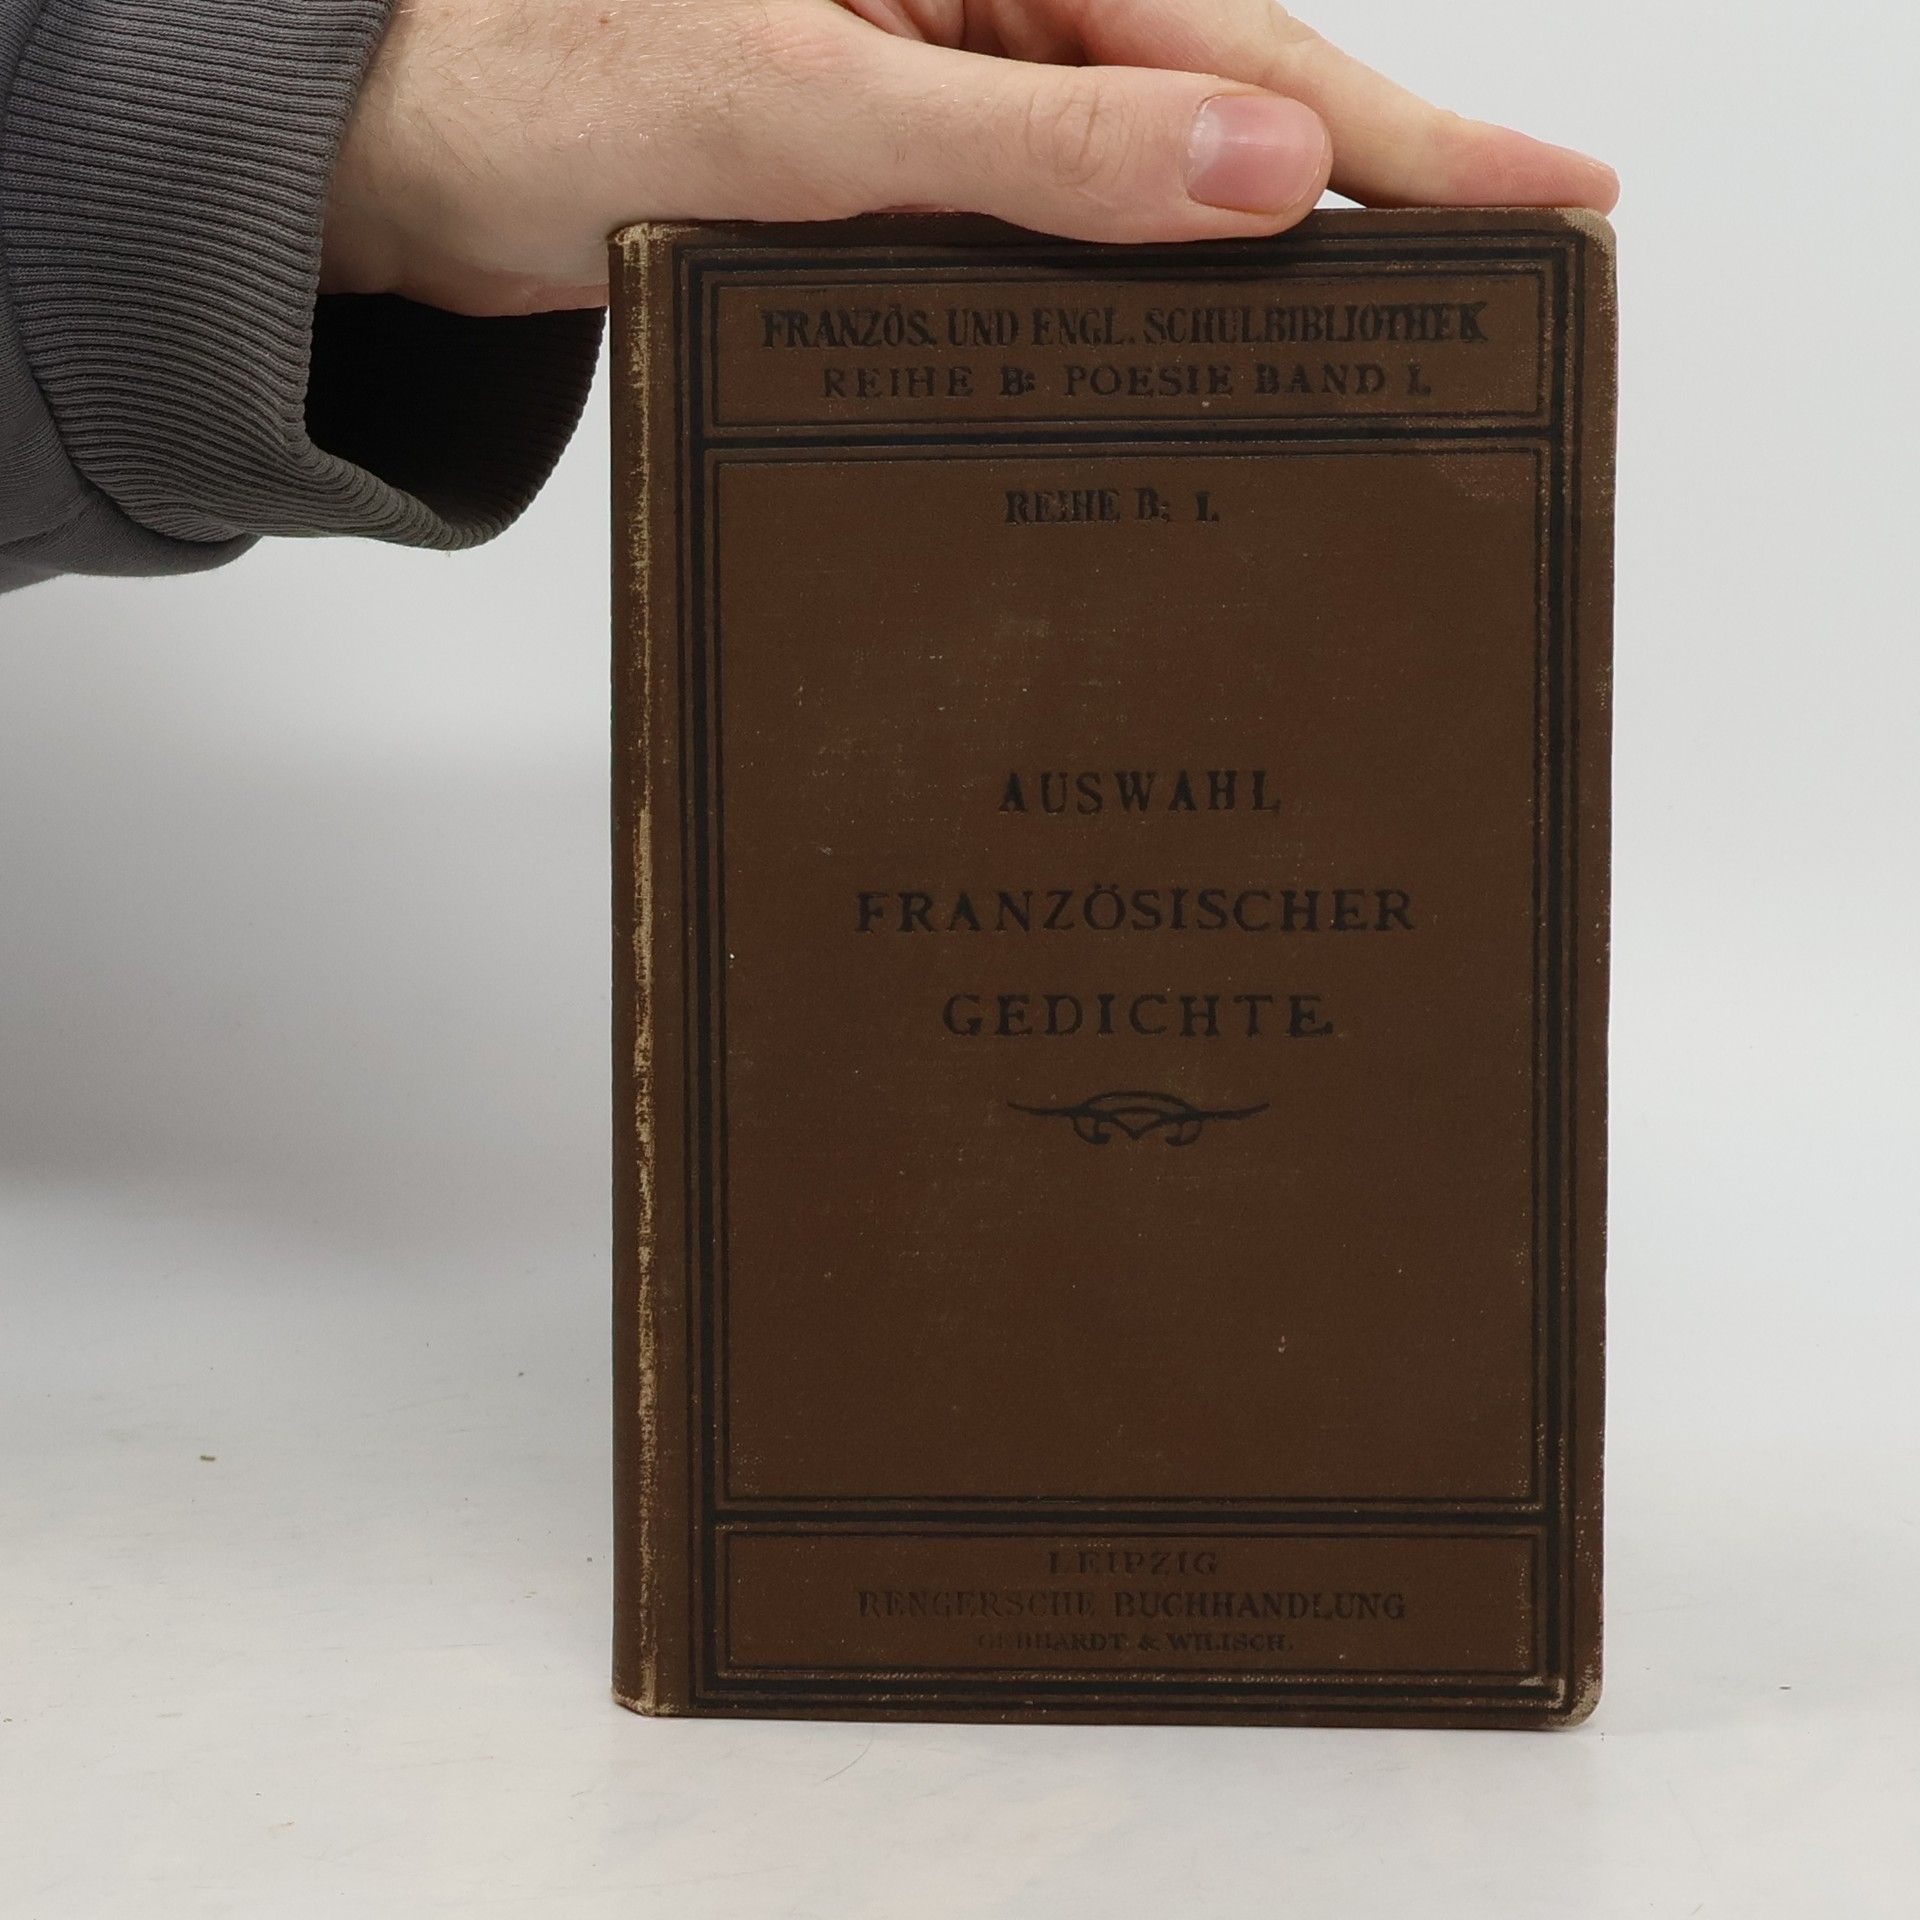 FRANZÖS. UND ENGL. SCHULBIBLIOTHEK
REIHE B: POESIE BAND I.
REIHE B; I.
AUSWAHL
FRANZÖSISCHER
GEDICHTE.
LEIPZIG
RENGERSCHE BUCHHANDLUNG
GEBHARDT & WILISCH.